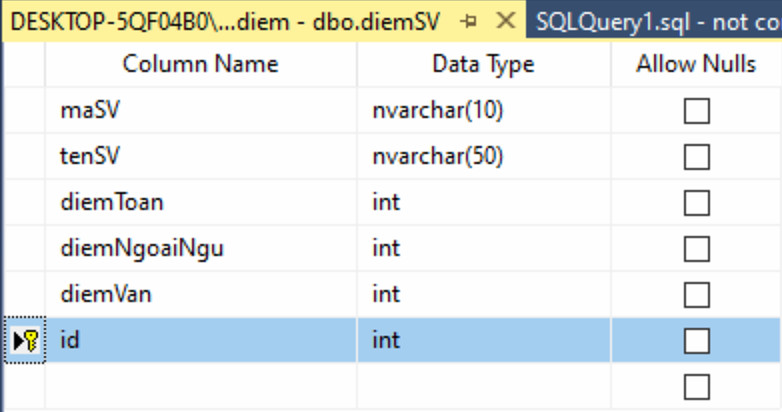 DESKTOP-5QF04B0\...diem - dbo.diemSV SQLQuery1.sql - not co
Column Name Data Type Allow Nulls
maSV nvarchar(10)
tenSV nvarchar(50)
diemToan int
diemNgoaiNgu int
diemVan int
id int